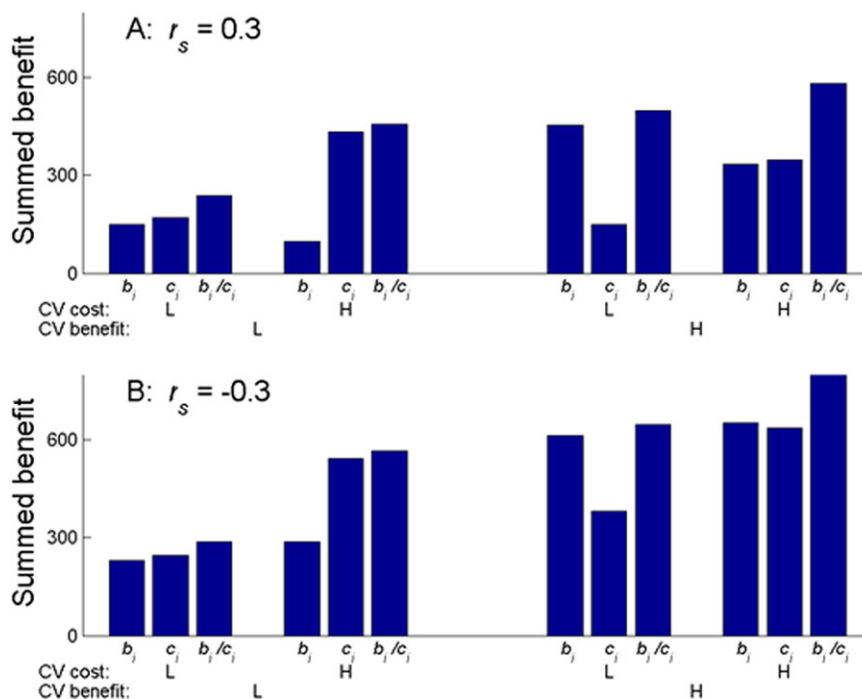 A: r_s = 0.3
Summed benefit
600
300
0
b_i c_i b_i/c_i b_i c_i b_i/c_i b_i c_i b_i/c_i b_i c_i b_i/c_i
CV cost: L H L H
CV benefit: L H
B: r_s = -0.3
Summed benefit
600
300
0
b_i c_i b_i/c_i b_i c_i b_i/c_i b_i c_i b_i/c_i b_i c_i b_i/c_i
CV cost: L H L H
CV benefit: L H